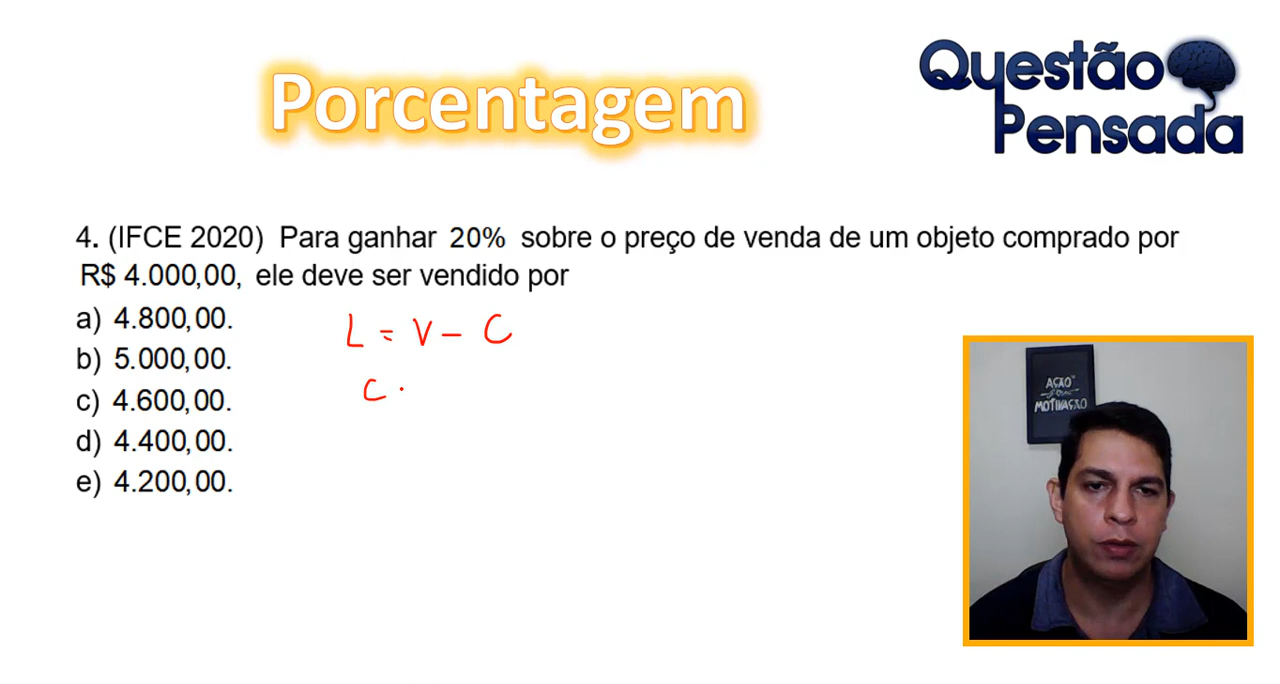 Porcentagem
Questão
Pensada
4. (IFCE 2020) Para ganhar 20% sobre o preço de venda de um objeto comprado por
R$ 4.000,00, ele deve ser vendido por
a) 4.800,00.
b) 5.000,00.
c) 4.600,00.
d) 4.400,00.
e) 4.200,00.
L = V - C
C
AÇÃO
gera
MOTIVAÇÃO